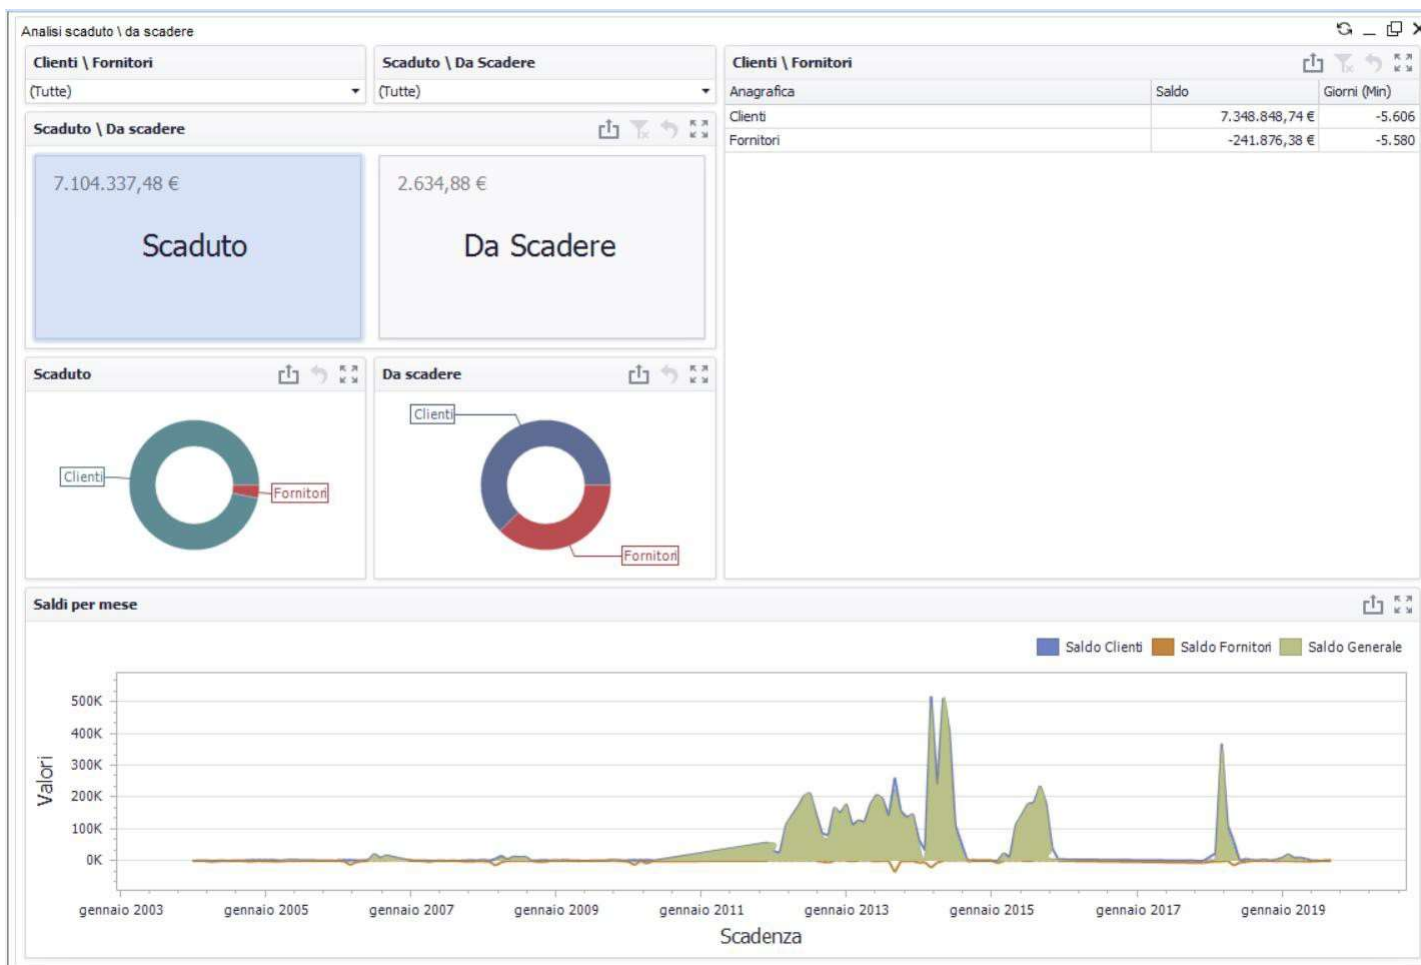 Analisi scaduto \ da scadere
Clienti \ Fornitori
(Tutte)
Scaduto \ Da Scadere
(Tutte)
Scaduto \ Da scadere
7.104.337,48 €
Scaduto
2.634,88 €
Da Scadere
Clienti \ Fornitori
Anagrafica Saldo Giorni (Min)
Clienti 7.348.848,74 € -5.606
Fornitori -241.876,38 € -5.580
Scaduto
Clienti
Fornitori
Da scadere
Clienti
Fornitori
Saldi per mese
Saldo Clienti Saldo Fornitori Saldo Generale
Valori
500K
400K
300K
200K
100K
0K
gennaio 2003 gennaio 2005 gennaio 2007 gennaio 2009 gennaio 2011 gennaio 2013 gennaio 2015 gennaio 2017 gennaio 2019
Scadenza